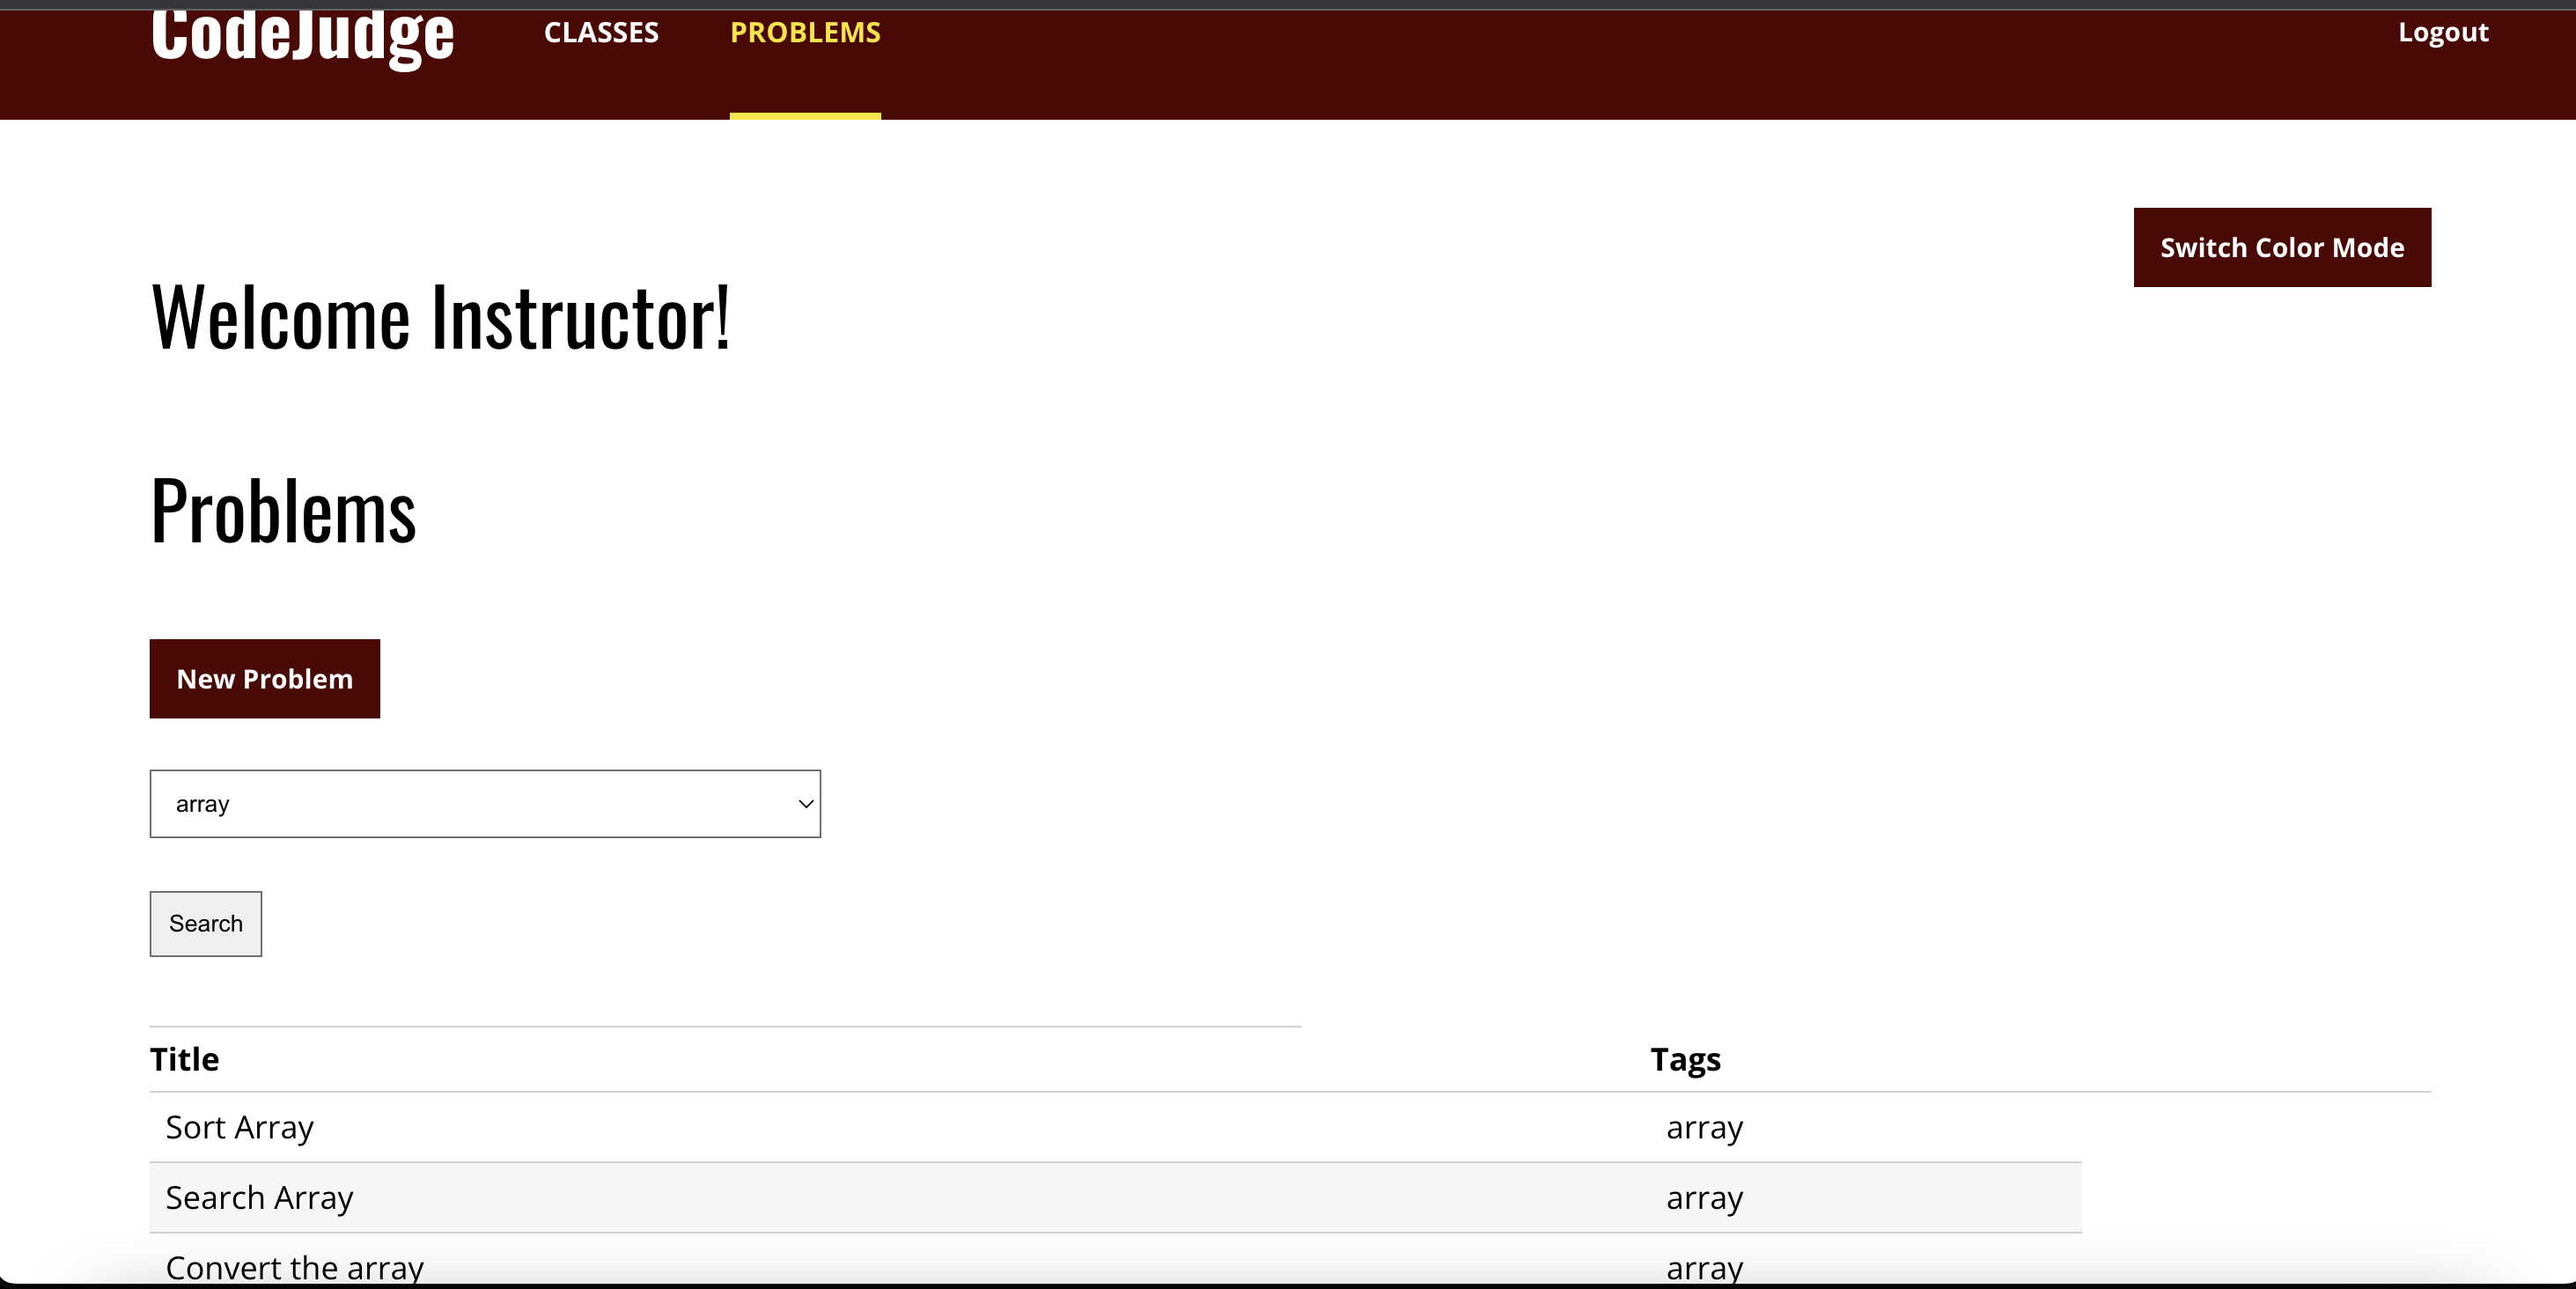 CodeJudge CLASSES PROBLEMS Logout
Switch Color Mode
Welcome Instructor!
Problems
New Problem
array
Search
Title Tags
Sort Array array
Search Array array
Convert the array array